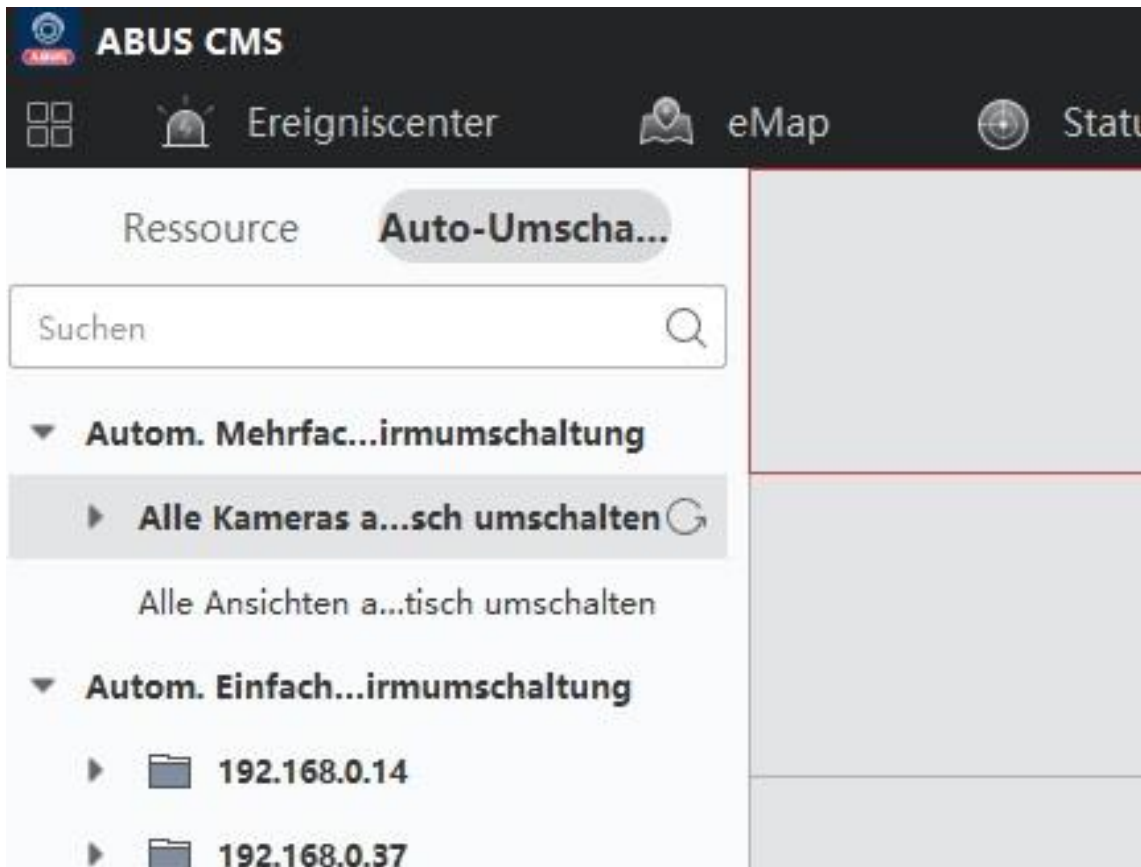 ABUS CMS
Ereigniscenter eMap
Ressource Auto-Umscha...
Suchen
Autom. Mehrfac...irmumschaltung
Alle Kameras a...sch umschalten
Alle Ansichten a...tisch umschalten
Autom. Einfach...irmumschaltung
192.168.0.14
192.168.0.37